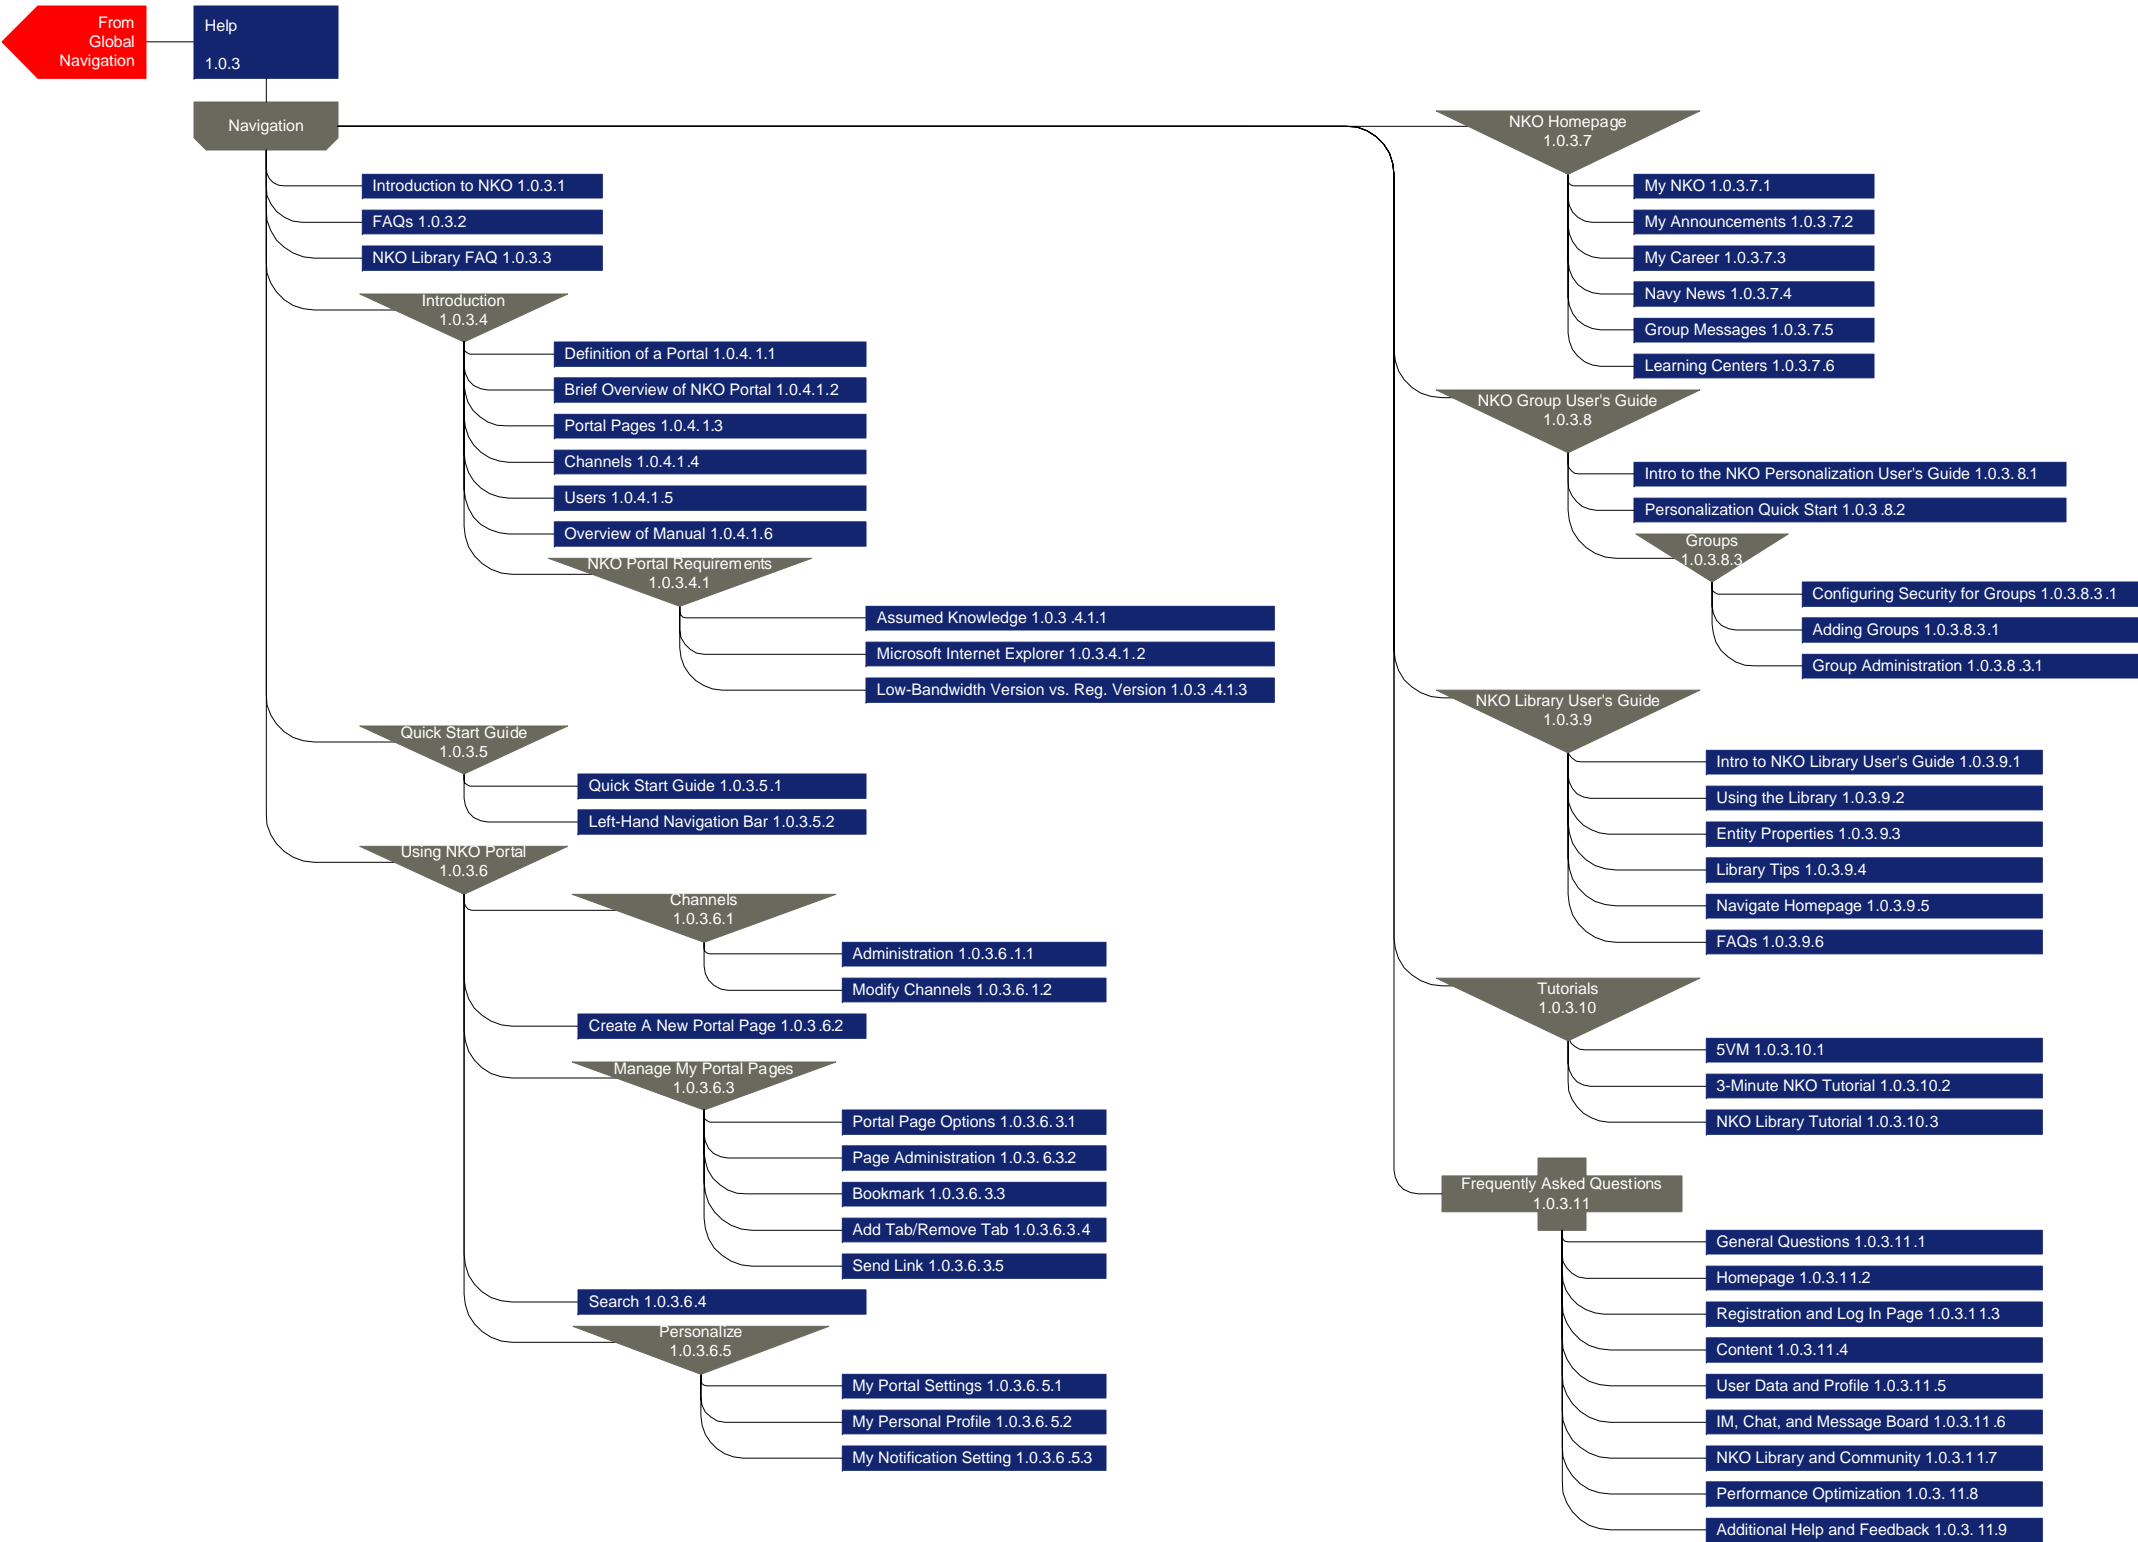 From
Global
Navigation
Help
1.0.3
Navigation
Introduction to NKO 1.0.3.1
FAQs 1.0.3.2
NKO Library FAQ 1.0.3.3
Introduction
1.0.3.4
Definition of a Portal 1.0.4.1.1
Brief Overview of NKO Portal 1.0.4.1.2
Portal Pages 1.0.4.1.3
Channels 1.0.4.1.4
Users 1.0.4.1.5
Overview of Manual 1.0.4.1.6
NKO Portal Requirements
1.0.3.4.1
Assumed Knowledge 1.0.3.4.1.1
Microsoft Internet Explorer 1.0.3.4.1.2
Low-Bandwidth Version vs. Reg. Version 1.0.3.4.1.3
Quick Start Guide
1.0.3.5
Quick Start Guide 1.0.3.5.1
Left-Hand Navigation Bar 1.0.3.5.2
Using NKO Portal
1.0.3.6
Channels
1.0.3.6.1
Administration 1.0.3.6.1.1
Modify Channels 1.0.3.6.1.2
Create A New Portal Page 1.0.3.6.2
Manage My Portal Pages
1.0.3.6.3
Portal Page Options 1.0.3.6.3.1
Page Administration 1.0.3.6.3.2
Bookmark 1.0.3.6.3.3
Add Tab/Remove Tab 1.0.3.6.3.4
Send Link 1.0.3.6.3.5
Search 1.0.3.6.4
Personalize
1.0.3.6.5
My Portal Settings 1.0.3.6.5.1
My Personal Profile 1.0.3.6.5.2
My Notification Setting 1.0.3.6.5.3
NKO Homepage
1.0.3.7
My NKO 1.0.3.7.1
My Announcements 1.0.3.7.2
My Career 1.0.3.7.3
Navy News 1.0.3.7.4
Group Messages 1.0.3.7.5
Learning Centers 1.0.3.7.6
NKO Group User's Guide
1.0.3.8
Intro to the NKO Personalization User's Guide 1.0.3.8.1
Personalization Quick Start 1.0.3.8.2
Groups
1.0.3.8.3
Configuring Security for Groups 1.0.3.8.3.1
Adding Groups 1.0.3.8.3.1
Group Administration 1.0.3.8.3.1
NKO Library User's Guide
1.0.3.9
Intro to NKO Library User's Guide 1.0.3.9.1
Using the Library 1.0.3.9.2
Entity Properties 1.0.3.9.3
Library Tips 1.0.3.9.4
Navigate Homepage 1.0.3.9.5
FAQs 1.0.3.9.6
Tutorials
1.0.3.10
5VM 1.0.3.10.1
3-Minute NKO Tutorial 1.0.3.10.2
NKO Library Tutorial 1.0.3.10.3
Frequently Asked Questions
1.0.3.11
General Questions 1.0.3.11.1
Homepage 1.0.3.11.2
Registration and Log In Page 1.0.3.11.3
Content 1.0.3.11.4
User Data and Profile 1.0.3.11.5
IM, Chat, and Message Board 1.0.3.11.6
NKO Library and Community 1.0.3.11.7
Performance Optimization 1.0.3.11.8
Additional Help and Feedback 1.0.3.11.9